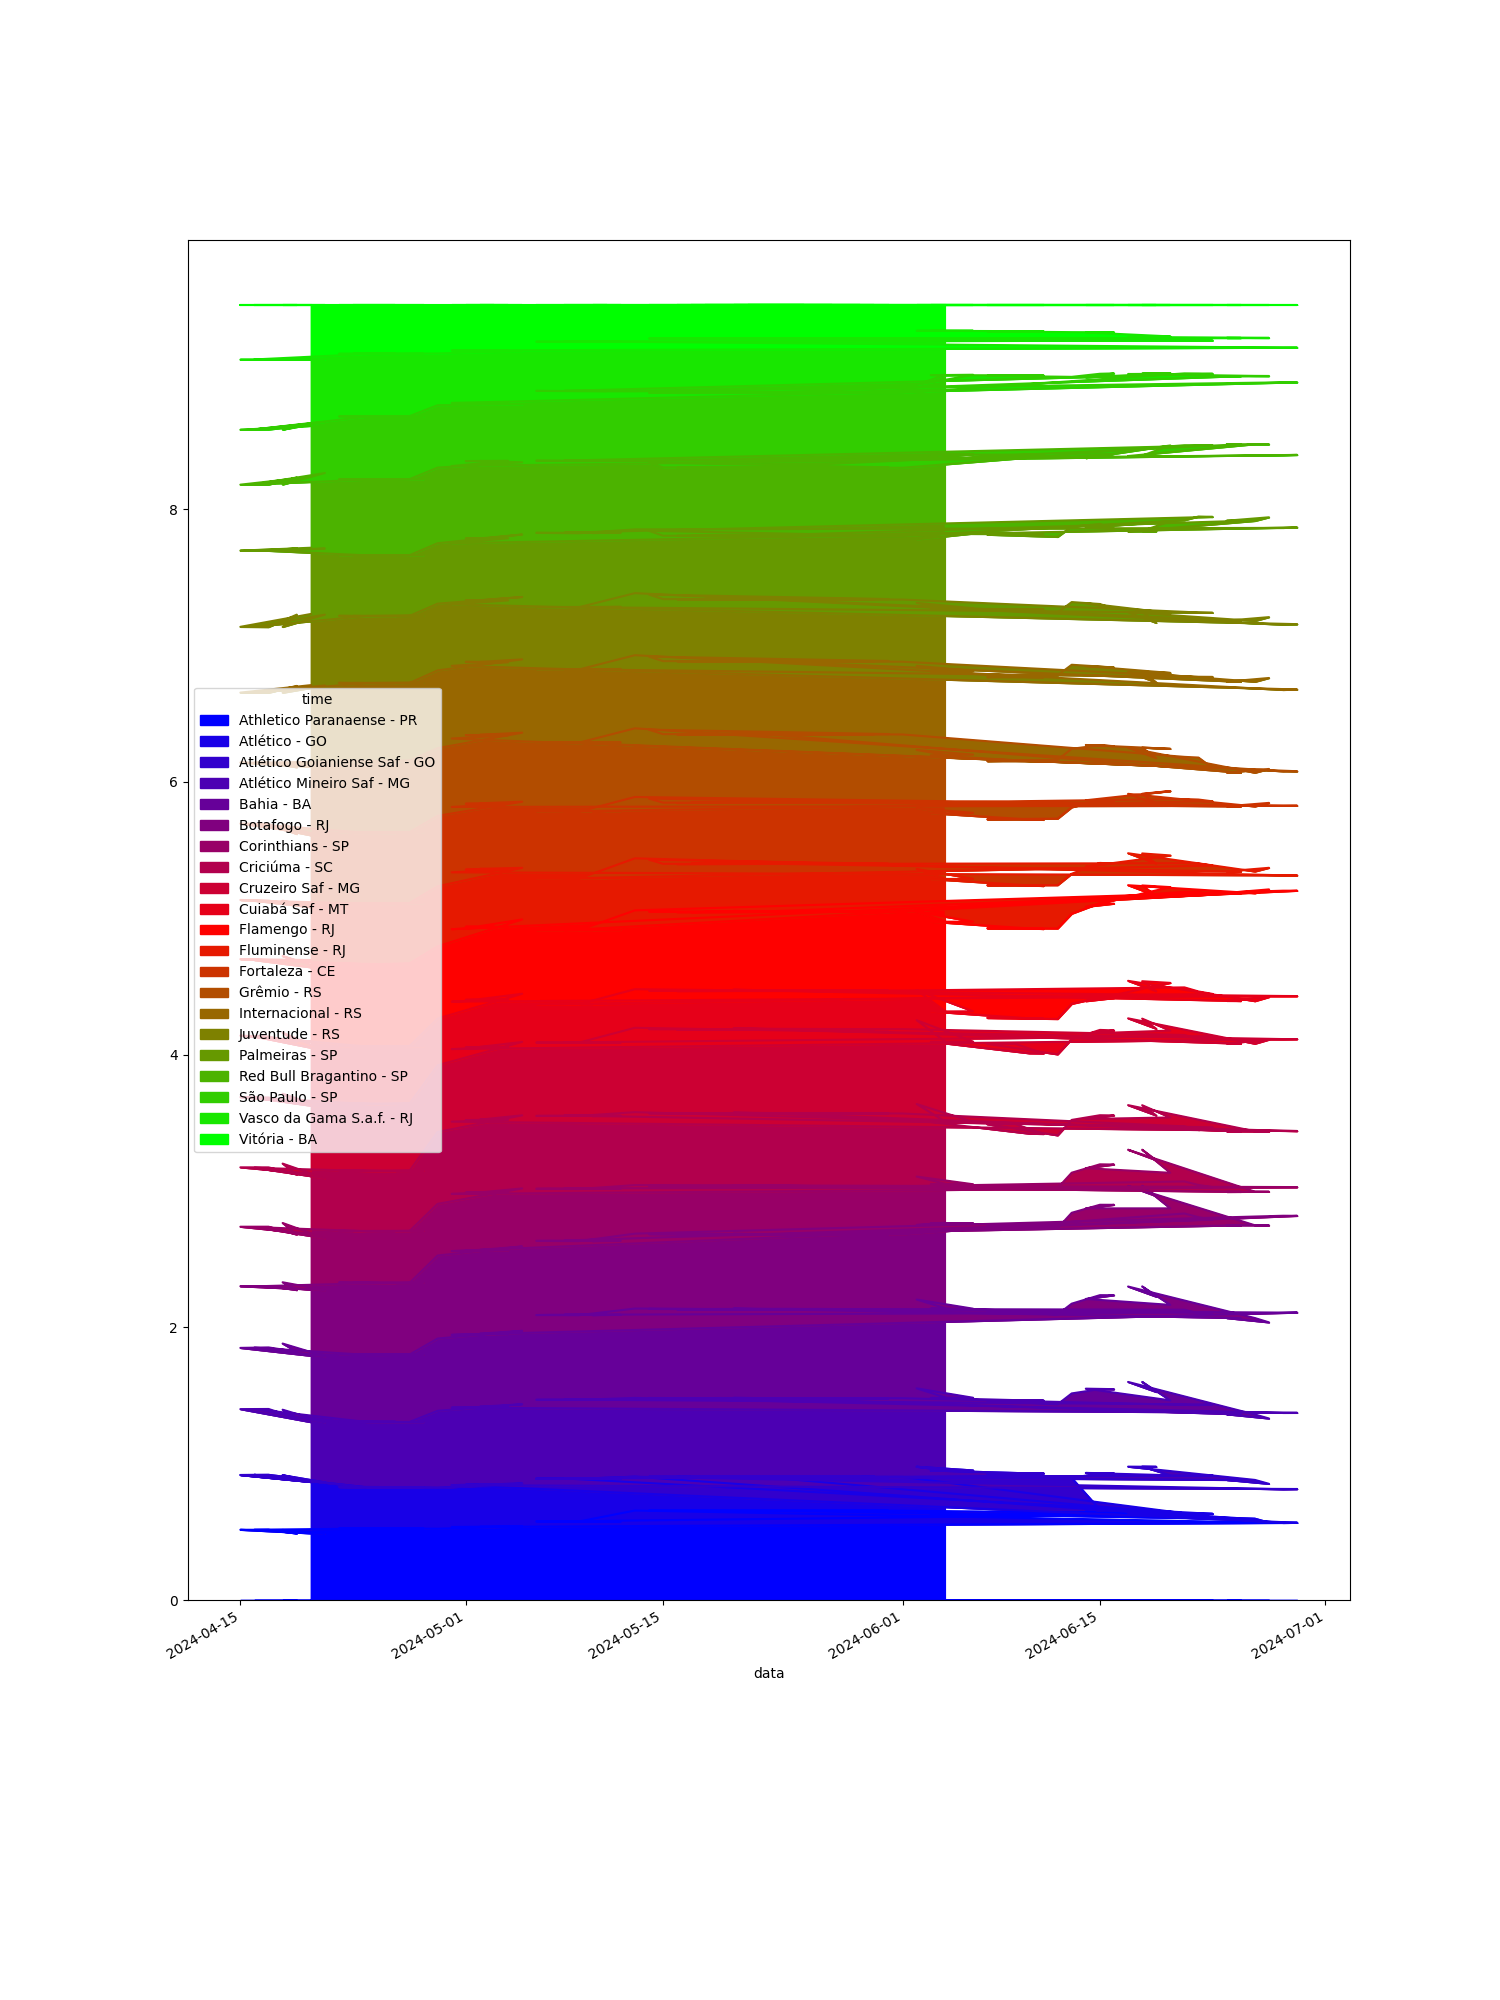 8
6
4
2
0
time
Athletico Paranaense - PR
Atlético - GO
Atlético Goianiense Saf - GO
Atlético Mineiro Saf - MG
Bahia - BA
Botafogo - RJ
Corinthians - SP
Criciúma - SC
Cruzeiro Saf - MG
Cuiabá Saf - MT
Flamengo - RJ
Fluminense - RJ
Fortaleza - CE
Grêmio - RS
Internacional - RS
Juventude - RS
Palmeiras - SP
Red Bull Bragantino - SP
São Paulo - SP
Vasco da Gama S.a.f. - RJ
Vitória - BA
2024-04-15
2024-05-01
2024-05-15
2024-06-01
2024-06-15
2024-07-01
data